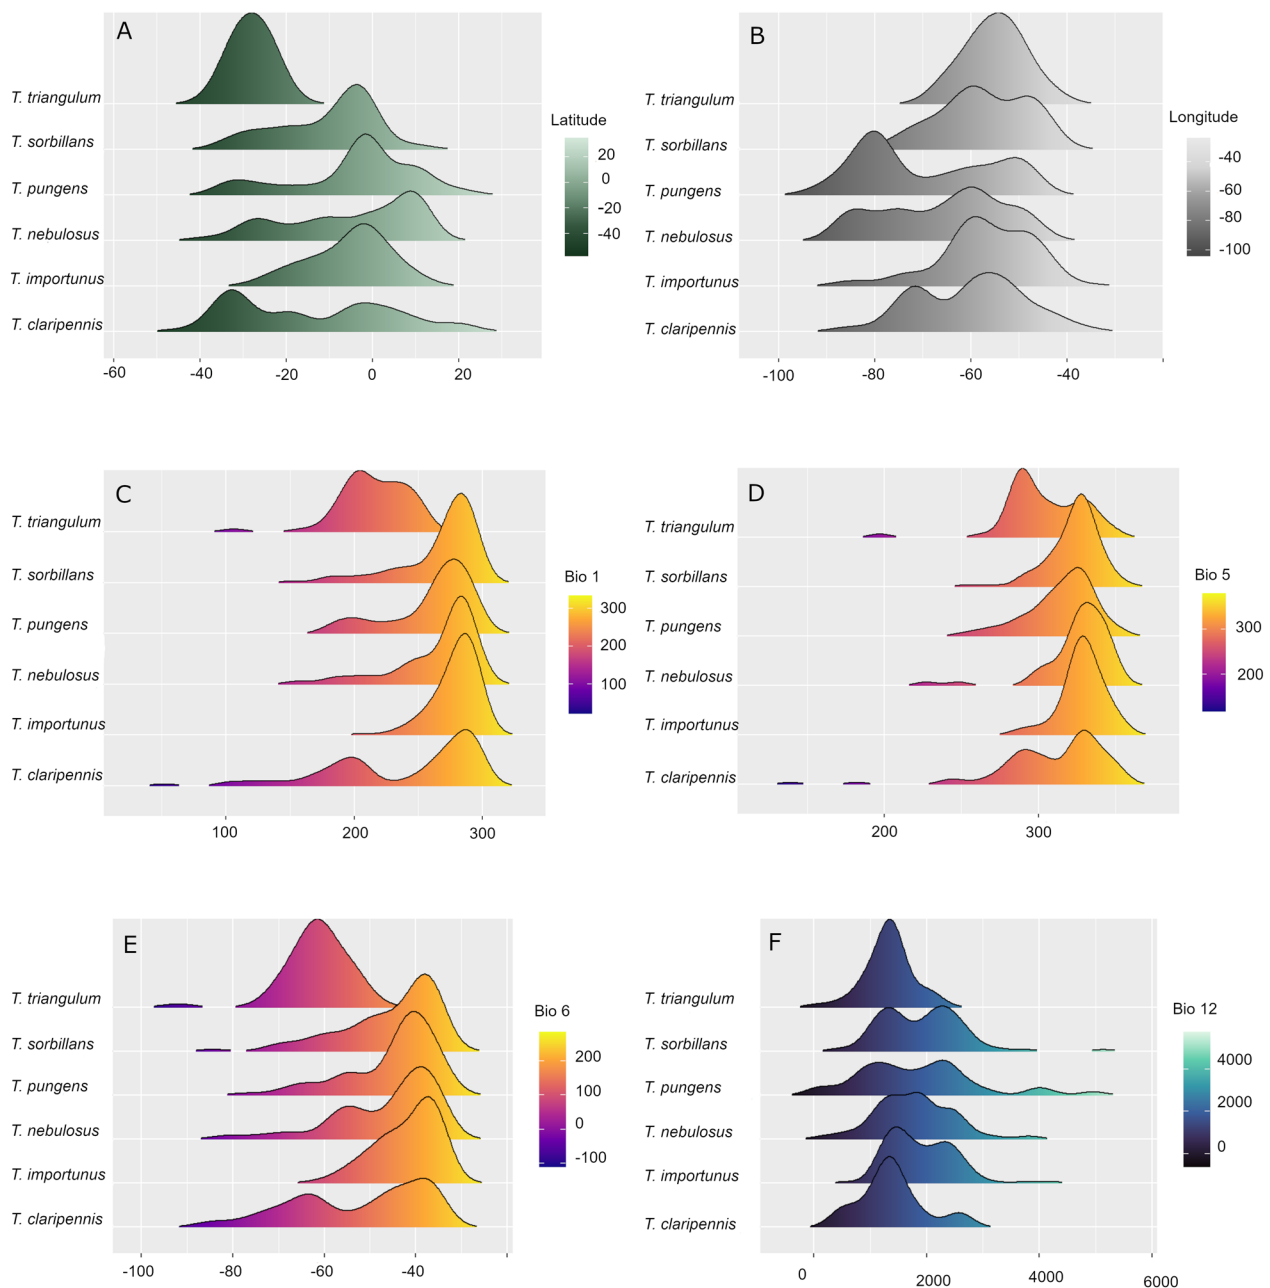 A
T. triangulum
T. sorbillans
T. pungens
T. nebulosus
T. importunus
T. claripennis
-60 -40 -20 0 20
Latitude
20
0
-20
-40
B
T. triangulum
T. sorbillans
T. pungens
T. nebulosus
T. importunus
T. claripennis
-100 -80 -60 -40
Longitude
-40
-60
-80
-100
C
T. triangulum
T. sorbillans
T. pungens
T. nebulosus
T. importunus
T. claripennis
100 200 300
Bio 1
300
200
100
D
T. triangulum
T. sorbillans
T. pungens
T. nebulosus
T. importunus
T. claripennis
200 300
Bio 5
300
200
E
T. triangulum
T. sorbillans
T. pungens
T. nebulosus
T. importunus
T. claripennis
-100 -80 -60 -40
Bio 6
200
100
0
-100
F
T. triangulum
T. sorbillans
T. pungens
T. nebulosus
T. importunus
T. claripennis
0 2000 4000 6000
Bio 12
4000
2000
0